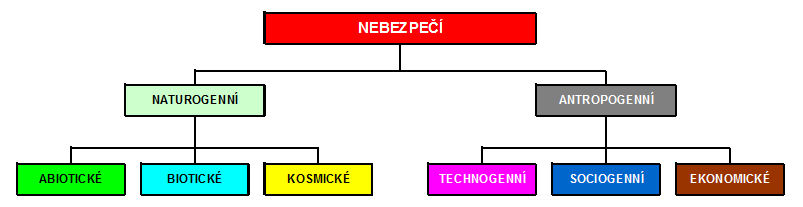 NEBEZPEČÍ
NATUROGENNÍ
ANTROPOGENNÍ
ABIOTICKÉ
BIOTICKÉ
KOSMICKÉ
TECHNOGENNÍ
SOCIOGENNÍ
EKONOMICKÉ